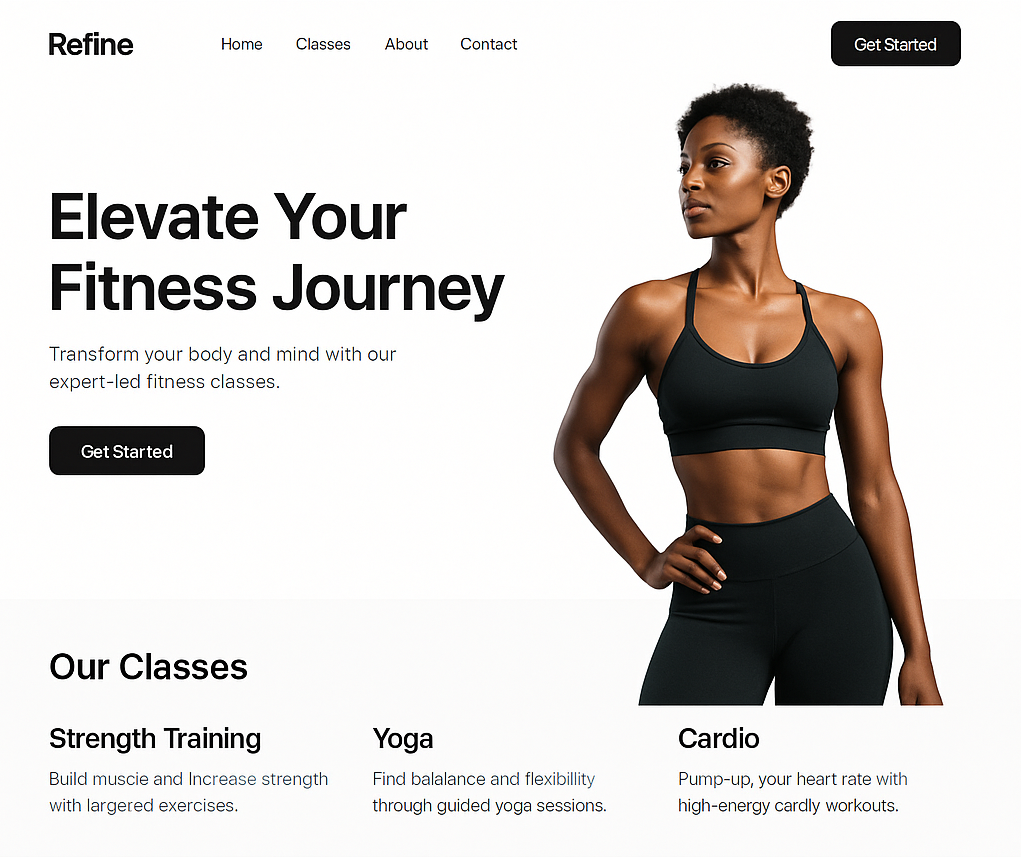 Refine
Home Classes About Contact
Get Started
Elevate Your
Fitness Journey
Transform your body and mind with our
expert-led fitness classes.
Get Started
Our Classes
Strength Training
Build muscie and Increase strength
with largered exercises.
Yoga
Find balalance and flexibillity
through guided yoga sessions.
Cardio
Pump-up, your heart rate with
high-energy cardly workouts.